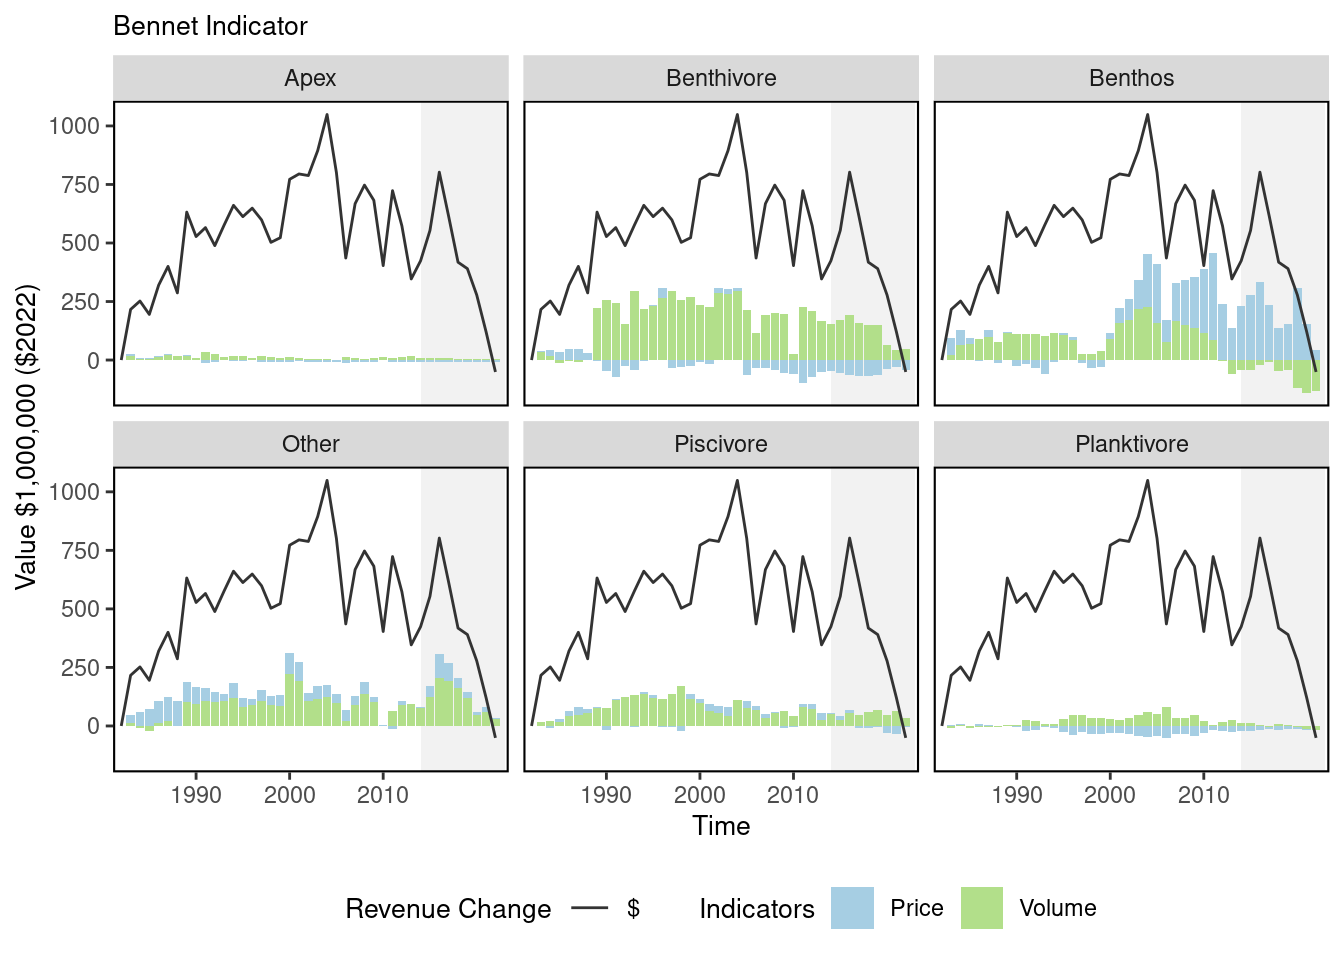 Bennet Indicator
Apex
Benthivore
Benthos
1000
750
500
250
0
Other
Piscivore
Planktivore
1000
750
500
250
0
Value $1,000,000 ($2022)
1990 2000 2010
1990 2000 2010
1990 2000 2010
Time
Revenue Change $ Indicators Price Volume